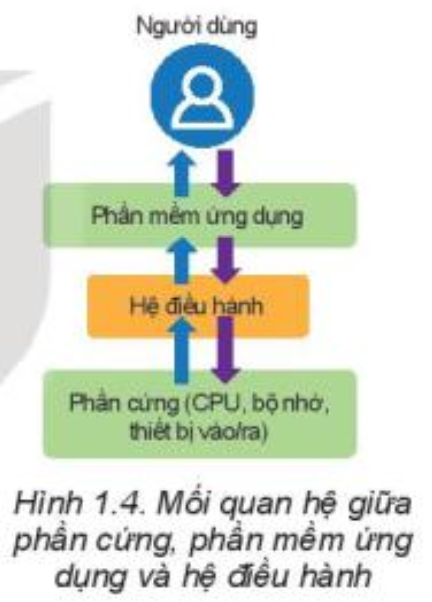 Người dùng
Phần mềm ứng dụng
Hệ điều hành
Phần cứng (CPU, bộ nhớ,
thiết bị vào/ra)
Hình 1.4. Mối quan hệ giữa
phần cứng, phần mềm ứng
dụng và hệ điều hành